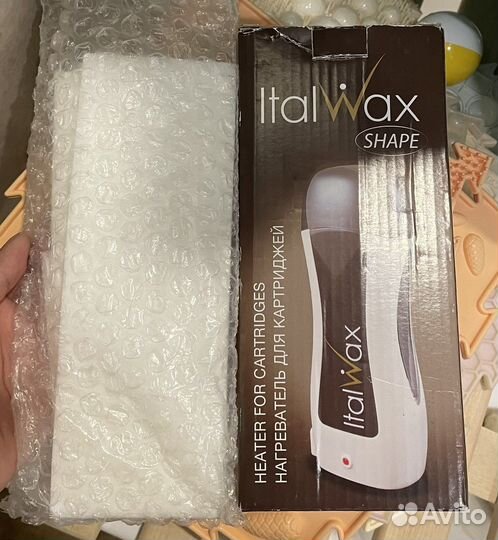 ItalWax
SHAPE
HEATER FOR CARTRIDGES
НАГРЕВАТЕЛЬ ДЛЯ КАРТРИДЖЕЙ
ItalWax
Avito